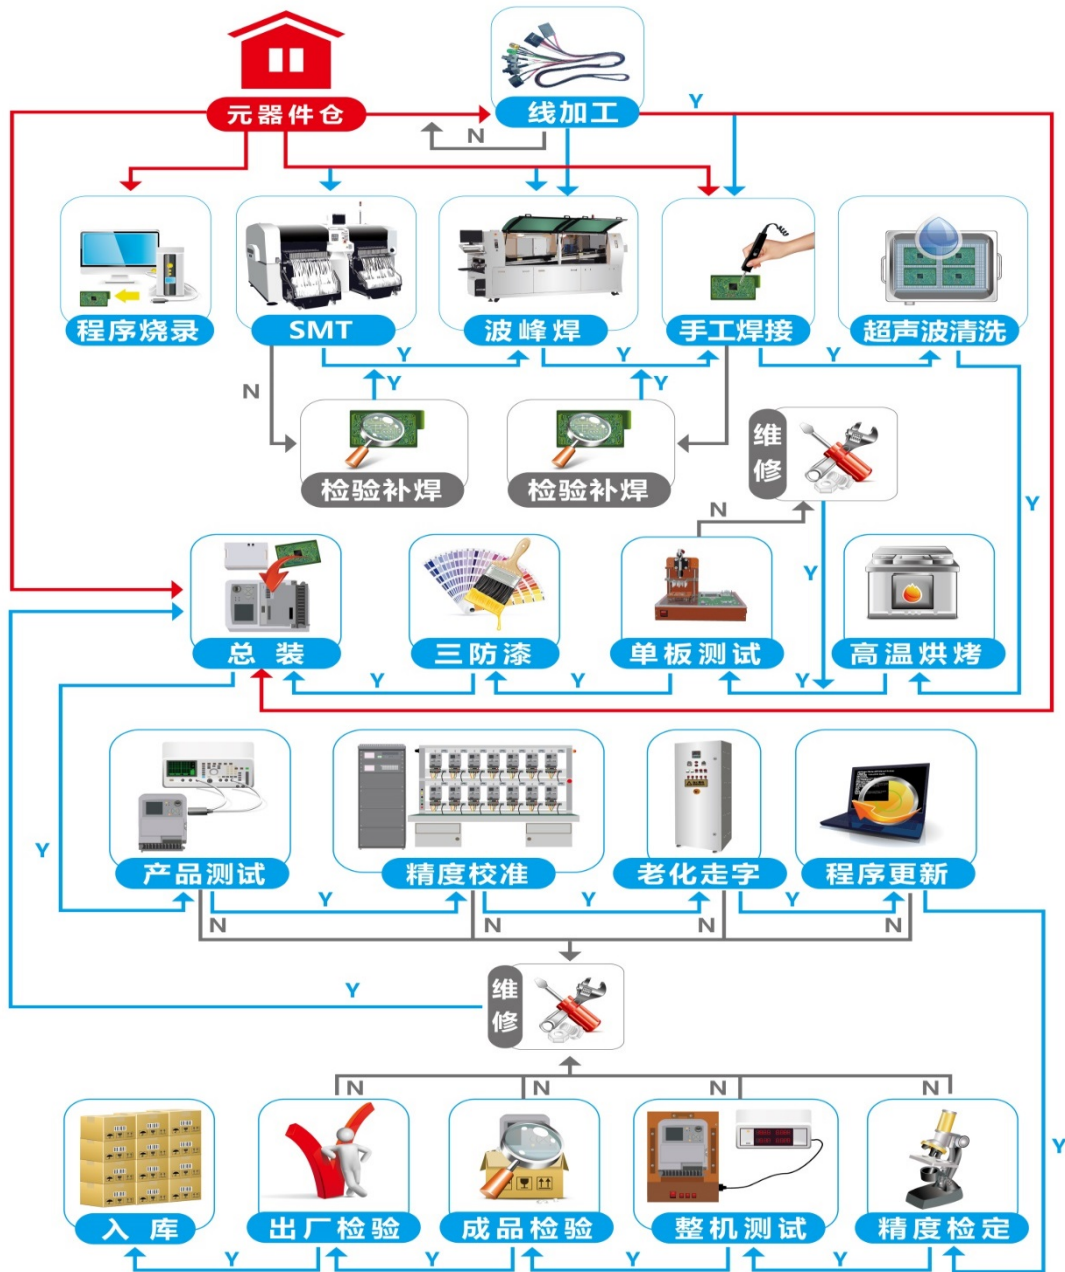 元器件仓
线加工
Y
N
程序烧录
SMT
波峰焊
手工焊接
超声波清洗
Y
Y
Y
N
Y
Y
检验补焊
检验补焊
维修
N
Y
Y
总装
三防漆
单板测试
高温烘烤
Y
Y
Y
产品测试
精度校准
老化走字
程序更新
Y
Y
Y
Y
N
N
N
N
维修
Y
N
N
N
N
Y
入库
出厂检验
成品检验
整机测试
精度检定
Y
Y
Y
Y